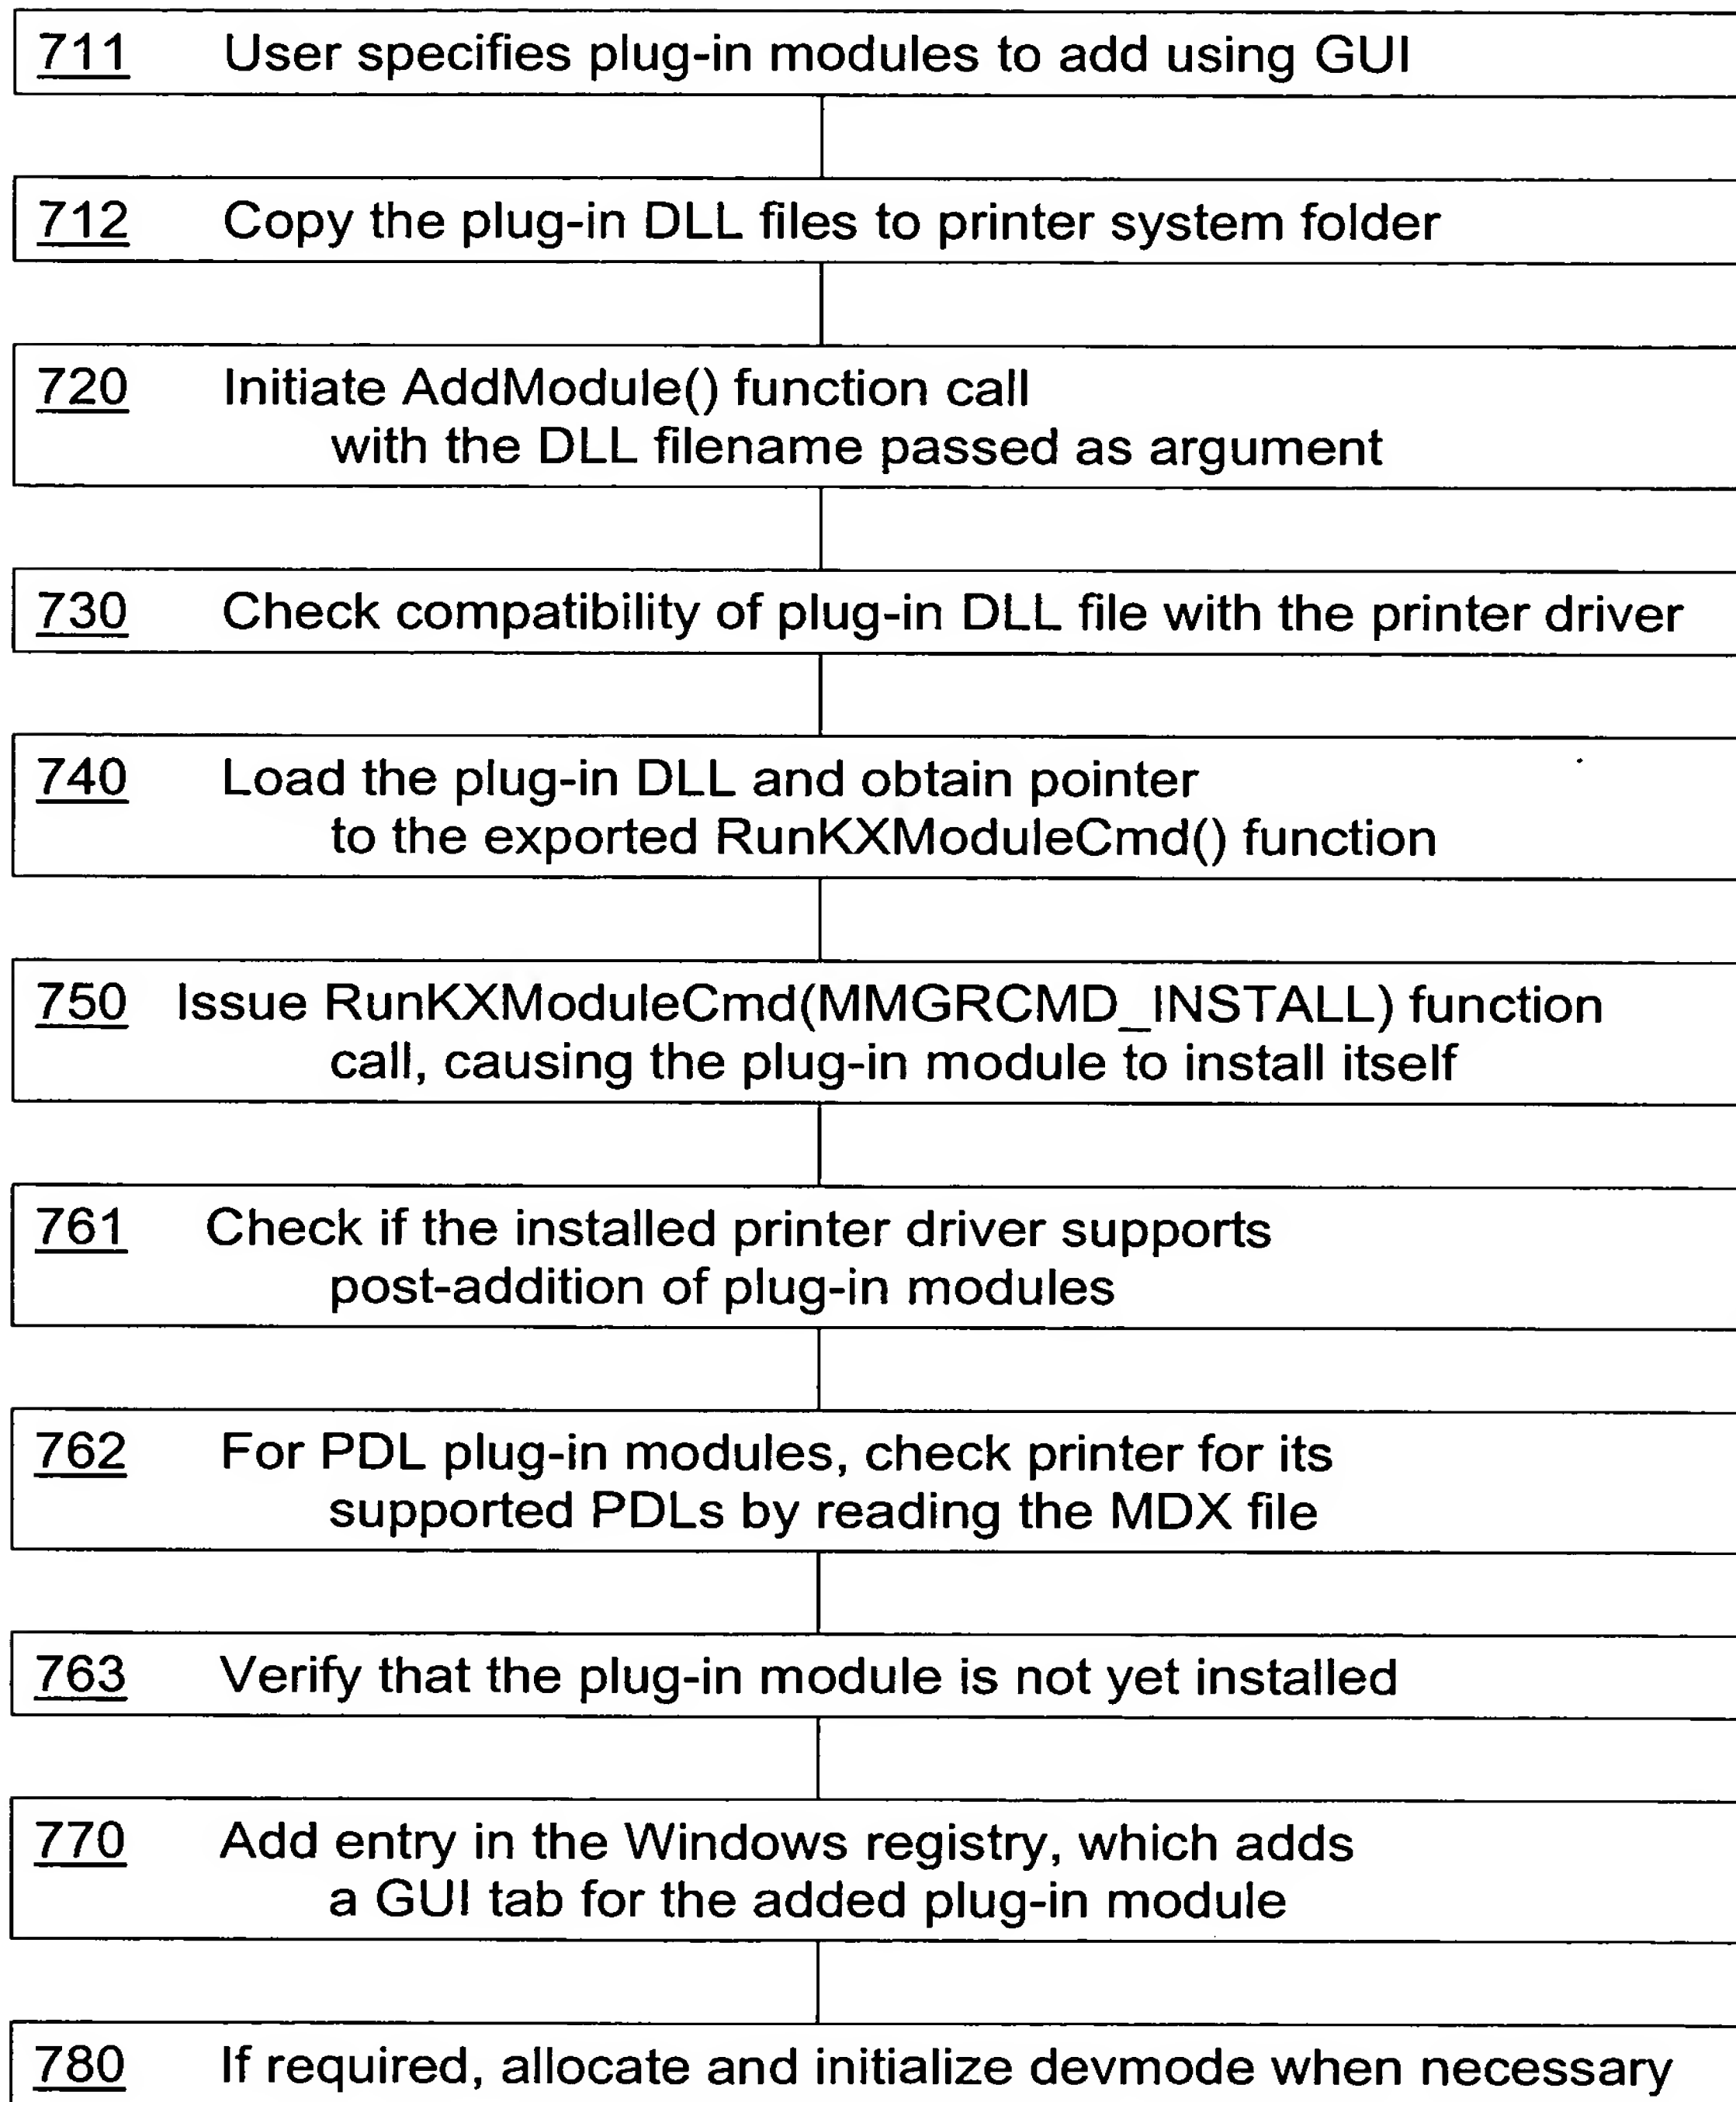 711 User specifies plug-in modules to add using GUI
712 Copy the plug-in DLL files to printer system folder
720 Initiate AddModule() function call
with the DLL filename passed as argument
730 Check compatibility of plug-in DLL file with the printer driver
740 Load the plug-in DLL and obtain pointer
to the exported RunKXModuleCmd() function
750 Issue RunKXModuleCmd(MMGRCMD_INSTALL) function
call, causing the plug-in module to install itself
761 Check if the installed printer driver supports
post-addition of plug-in modules
762 For PDL plug-in modules, check printer for its
supported PDLs by reading the MDX file
763 Verify that the plug-in module is not yet installed
770 Add entry in the Windows registry, which adds
a GUI tab for the added plug-in module
780 If required, allocate and initialize devmode when necessary